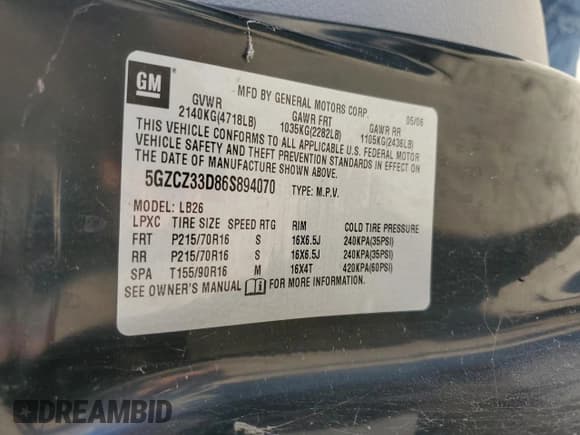 GM
MFD BY GENERAL MOTORS CORP
05/06
GVWR GAWR FRT GAWR RR
2140KG(4718LB) 1035KG(2282LB) 1105KG(2436LB)
THIS VEHICLE CONFORMS TO ALL APPLICABLE U.S. FEDERAL MOTOR
VEHICLE SAFETY AND THEFT PREVENTION STANDARDS IN EFFECT ON
THE DATE OF MANUFACTURE SHOWN ABOVE.
5GZCZ33D86S894070 TYPE: M.P.V.
MODEL: LB26
LPXC TIRE SIZE SPEED RTG RIM COLD TIRE PRESSURE
FRT P215/70R16 S 16X6.5J 240KPA(35PSI)
RR P215/70R16 S 16X6.5J 240KPA(35PSI)
SPA T155/90R16 M 16X4T 420KPA(60PSI)
SEE OWNER'S MANUAL FOR MORE INFORMATION.
DREAMBID